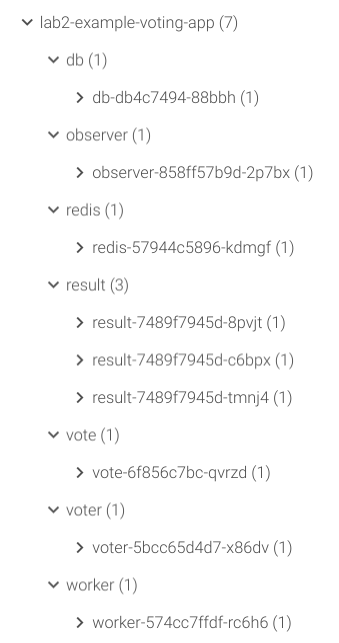 lab2-example-voting-app (7)
db (1)
db-db4c7494-88bbh (1)
observer (1)
observer-858ff57b9d-2p7bx (1)
redis (1)
redis-57944c5896-kdmgf (1)
result (3)
result-7489f7945d-8pvjt (1)
result-7489f7945d-c6bpx (1)
result-7489f7945d-tmnj4 (1)
vote (1)
vote-6f856c7bc-qvrzd (1)
voter (1)
voter-5bcc65d4d7-x86dv (1)
worker (1)
worker-574cc7ffdf-rc6h6 (1)